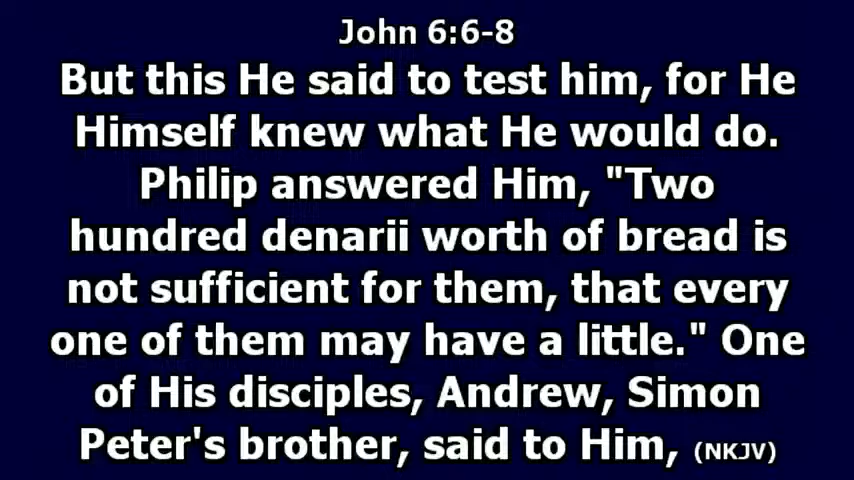 John 6:6-8
But this He said to test him, for He
Himself knew what He would do.
Philip answered Him, "Two
hundred denarii worth of bread is
not sufficient for them, that every
one of them may have a little." One
of His disciples, Andrew, Simon
Peter's brother, said to Him, (NKJV)